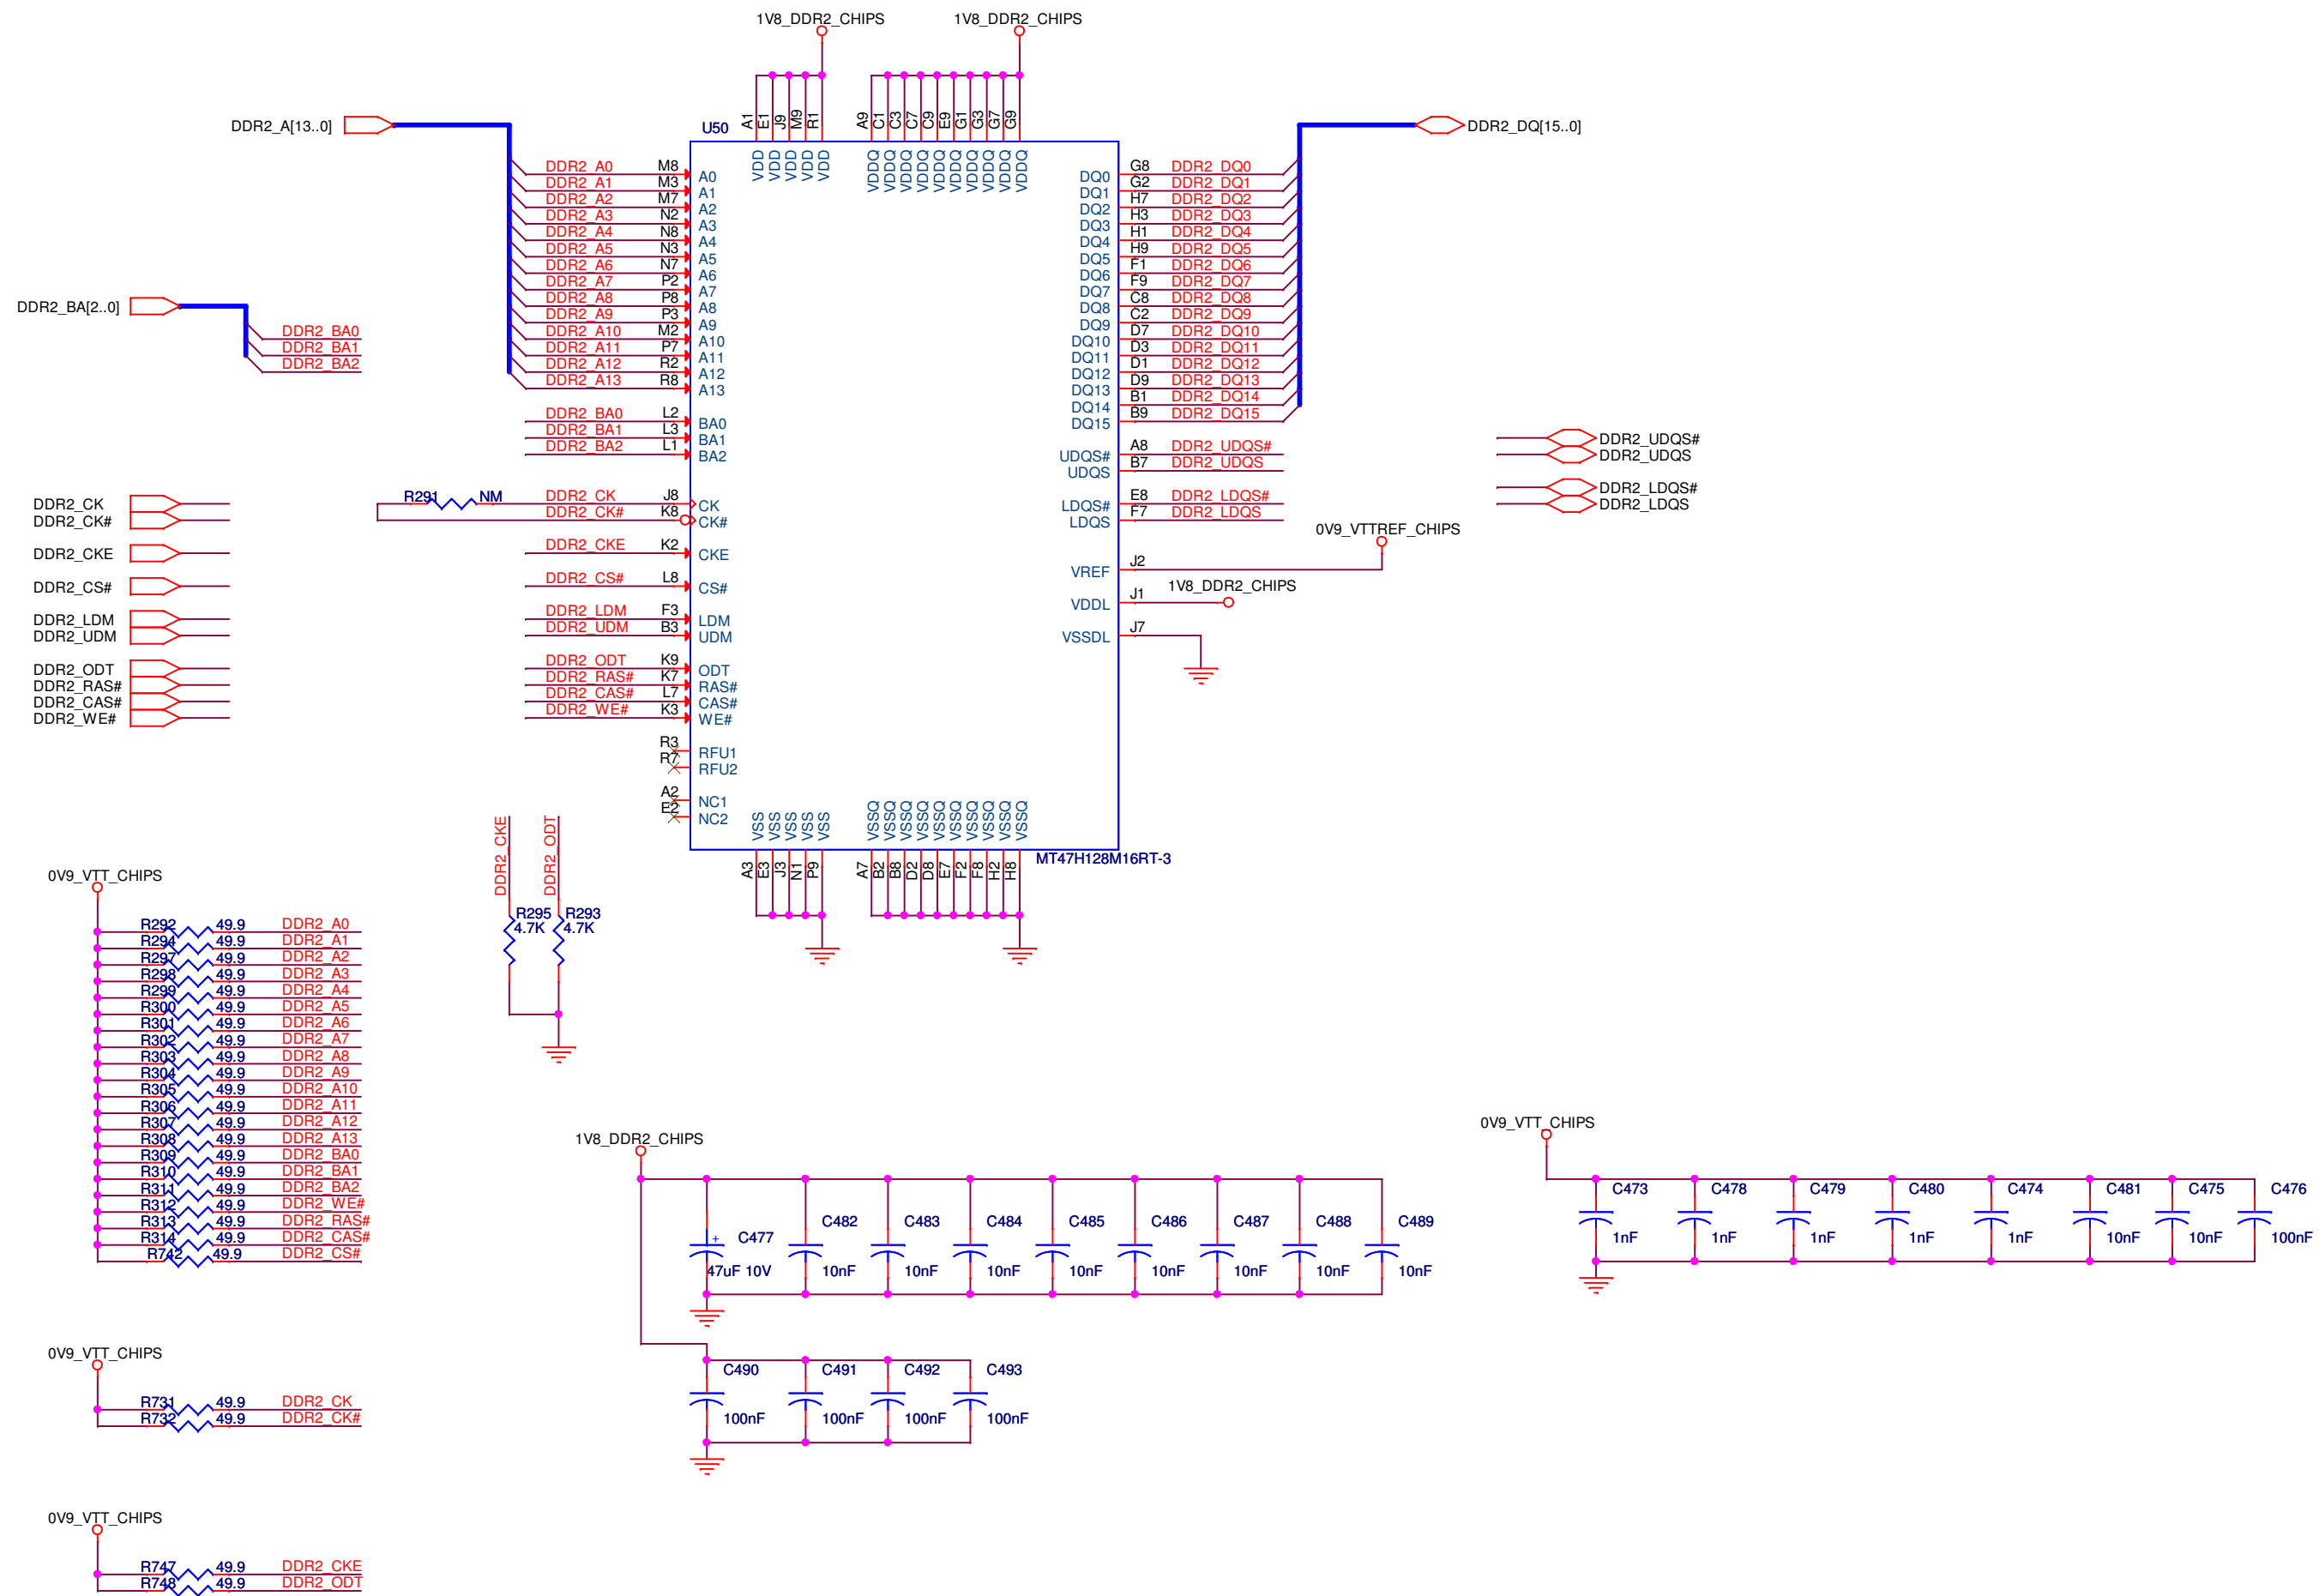 1V8_DDR2_CHIPS 1V8_DDR2_CHIPS
DDR2_A[13..0]
DDR2_DQ[15..0]
U50
A1 E1 J9 M9 R1
A9 C1 C3 C7 C9 E9 G1 G3 G7 G9
VDD VDD VDD VDD VDD
VDDQ VDDQ VDDQ VDDQ VDDQ VDDQ VDDQ VDDQ VDDQ VDDQ
DDR2_A0 M8 A0
DDR2_A1 M3 A1
DDR2_A2 M7 A2
DDR2_A3 N2 A3
DDR2_A4 N8 A4
DDR2_A5 N3 A5
DDR2_A6 N7 A6
DDR2_A7 P2 A7
DDR2_A8 P8 A8
DDR2_A9 P3 A9
DDR2_A10 M2 A10
DDR2_A11 P7 A11
DDR2_A12 R2 A12
DDR2_A13 R8 A13
DQ0 G8 DDR2_DQ0
DQ1 G2 DDR2_DQ1
DQ2 H7 DDR2_DQ2
DQ3 H3 DDR2_DQ3
DQ4 H1 DDR2_DQ4
DQ5 H9 DDR2_DQ5
DQ6 F1 DDR2_DQ6
DQ7 F9 DDR2_DQ7
DQ8 C8 DDR2_DQ8
DQ9 C2 DDR2_DQ9
DQ10 D7 DDR2_DQ10
DQ11 D3 DDR2_DQ11
DQ12 D1 DDR2_DQ12
DQ13 D9 DDR2_DQ13
DQ14 B1 DDR2_DQ14
DQ15 B9 DDR2_DQ15
DDR2_BA[2..0]
DDR2_BA0
DDR2_BA1
DDR2_BA2
DDR2_BA0 L2 BA0
DDR2_BA1 L3 BA1
DDR2_BA2 L1 BA2
UDQS# A8 DDR2_UDQS#
UDQS B7 DDR2_UDQS
LDQS# E8 DDR2_LDQS#
LDQS F7 DDR2_LDQS
DDR2_UDQS#
DDR2_UDQS
DDR2_LDQS#
DDR2_LDQS
DDR2_CK
DDR2_CK#
DDR2_CKE
DDR2_CS#
DDR2_LDM
DDR2_UDM
DDR2_ODT
DDR2_RAS#
DDR2_CAS#
DDR2_WE#
R291 NM DDR2_CK J8 CK
DDR2_CK# K8 CK#
DDR2_CKE K2 CKE
DDR2_CS# L8 CS#
DDR2_LDM F3 LDM
DDR2_UDM B3 UDM
DDR2_ODT K9 ODT
DDR2_RAS# K7 RAS#
DDR2_CAS# L7 CAS#
DDR2_WE# K3 WE#
R3 RFU1
R7 RFU2
A2 NC1
E2 NC2
0V9_VTTREF_CHIPS
VREF J2
1V8_DDR2_CHIPS
VDDL J1
VSSDL J7
VSS VSS VSS VSS VSS
VSSQ VSSQ VSSQ VSSQ VSSQ VSSQ VSSQ VSSQ VSSQ VSSQ
MT47H128M16RT-3
A3 E3 J3 N1 P9
A7 B2 B8 D2 D8 E7 F2 F8 H2 H8
DDR2_CKE DDR2_ODT
R295 R293
4.7K 4.7K
0V9_VTT_CHIPS
R292 49.9 DDR2_A0
R294 49.9 DDR2_A1
R297 49.9 DDR2_A2
R298 49.9 DDR2_A3
R299 49.9 DDR2_A4
R300 49.9 DDR2_A5
R301 49.9 DDR2_A6
R302 49.9 DDR2_A7
R303 49.9 DDR2_A8
R304 49.9 DDR2_A9
R305 49.9 DDR2_A10
R306 49.9 DDR2_A11
R307 49.9 DDR2_A12
R308 49.9 DDR2_A13
R309 49.9 DDR2_BA0
R310 49.9 DDR2_BA1
R311 49.9 DDR2_BA2
R312 49.9 DDR2_WE#
R313 49.9 DDR2_RAS#
R314 49.9 DDR2_CAS#
R742 49.9 DDR2_CS#
1V8_DDR2_CHIPS
C477 C482 C483 C484 C485 C486 C487 C488 C489
+
47uF 10V 10nF 10nF 10nF 10nF 10nF 10nF 10nF 10nF
0V9_VTT_CHIPS
C473 C478 C479 C480 C474 C481 C475 C476
1nF 1nF 1nF 1nF 1nF 10nF 10nF 100nF
C490 C491 C492 C493
100nF 100nF 100nF 100nF
0V9_VTT_CHIPS
R731 49.9 DDR2_CK
R732 49.9 DDR2_CK#
0V9_VTT_CHIPS
R747 49.9 DDR2_CKE
R748 49.9 DDR2_ODT